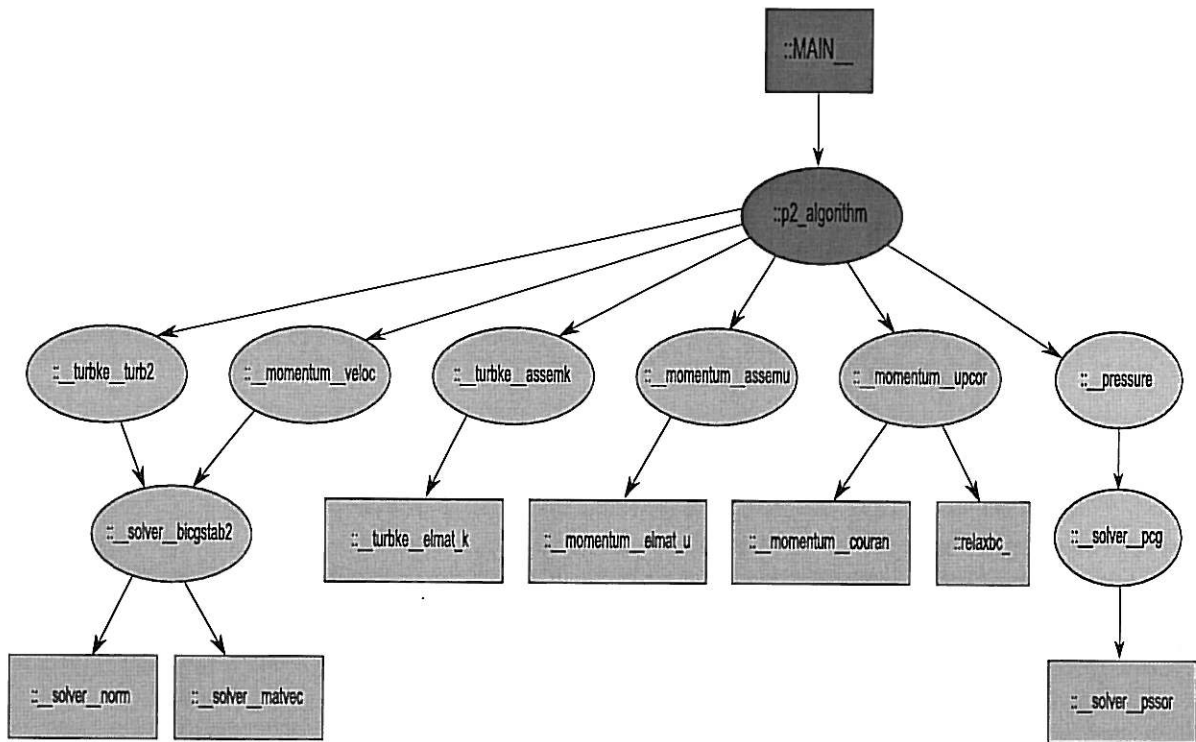 ::MAIN__
::p2_algorithm
::__turbke__turb2
::__momentum__veloc
::__turbke__assemk
::__momentum__assemu
::__momentum__upcor
::__pressure
::__solver__bicgstab2
::__turbke__elmat_k
::__momentum__elmat_u
::__momentum__couran
::relaxbc_
::__solver__pcg
::__solver__norm
::__solver__matvec
::__solver__pssor